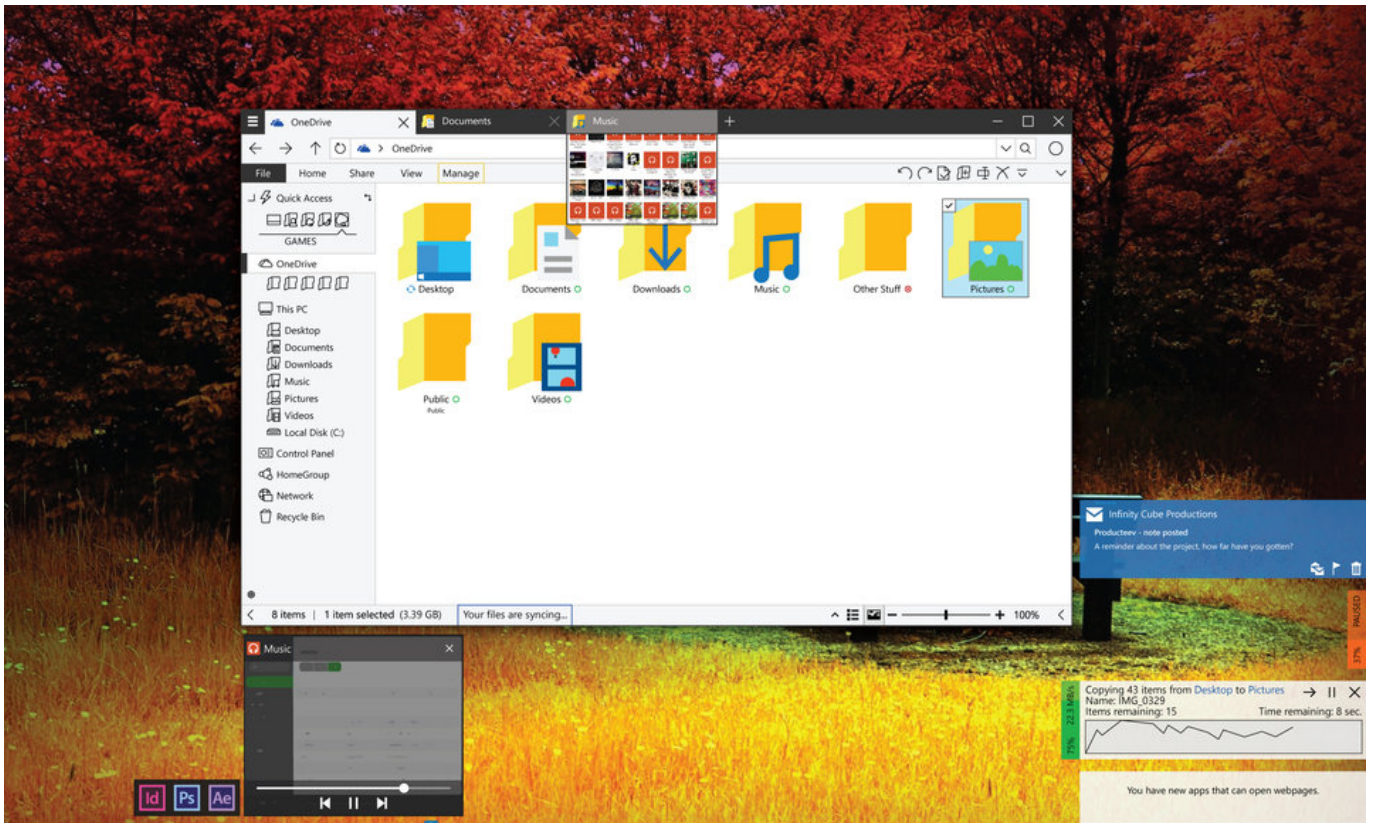 OneDrive
Documents
Music
OneDrive
File Home Share View Manage
Quick Access
GAMES
OneDrive
This PC
Desktop
Documents
Downloads
Music
Pictures
Videos
Local Disk (C:)
Control Panel
HomeGroup
Network
Recycle Bin
Desktop
Documents
Downloads
Music
Other Stuff
Pictures
Public
Public
Videos
8 items | 1 item selected (3.39 GB) Your files are syncing...
100%
Infinity Cube Productions
Producteev - note posted
A reminder about the project, how far have you gotten?
37% PAUSED
75% 22.3 MB/s
Copying 43 items from Desktop to Pictures
Name: IMG_0329
Items remaining: 15 Time remaining: 8 sec.
You have new apps that can open webpages.
Music
Id Ps Ae